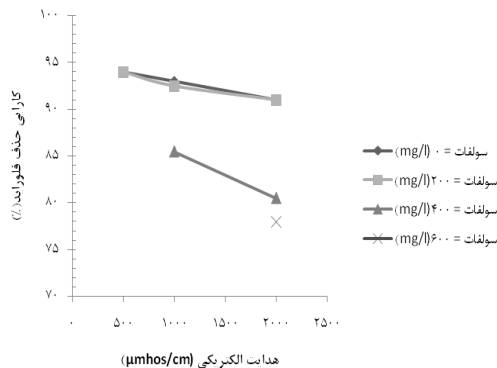 ۱۰۰
۹۵
۹۰
۸۵
۸۰
۷۵
۷۰
کارایی حذف فلوراید(%)
۰ ۵۰۰ ۱۰۰۰ ۱۵۰۰ ۲۰۰۰ ۲۵۰۰
هدایت الکتریکی (µmhos/cm)
سولفات = ۰ (mg/l)
سولفات = ۲۰۰(mg/l)
سولفات = ۴۰۰(mg/l)
سولفات = ۶۰۰(mg/l)